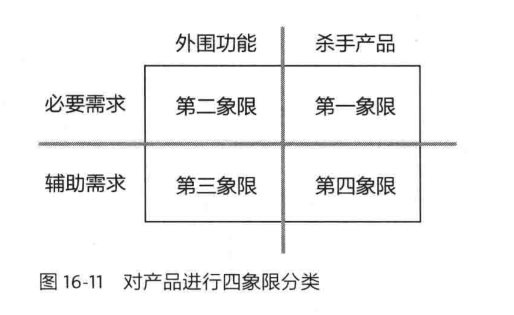 外围功能 杀手产品
必要需求 第二象限 第一象限
辅助需求 第三象限 第四象限
图 16-11 对产品进行四象限分类